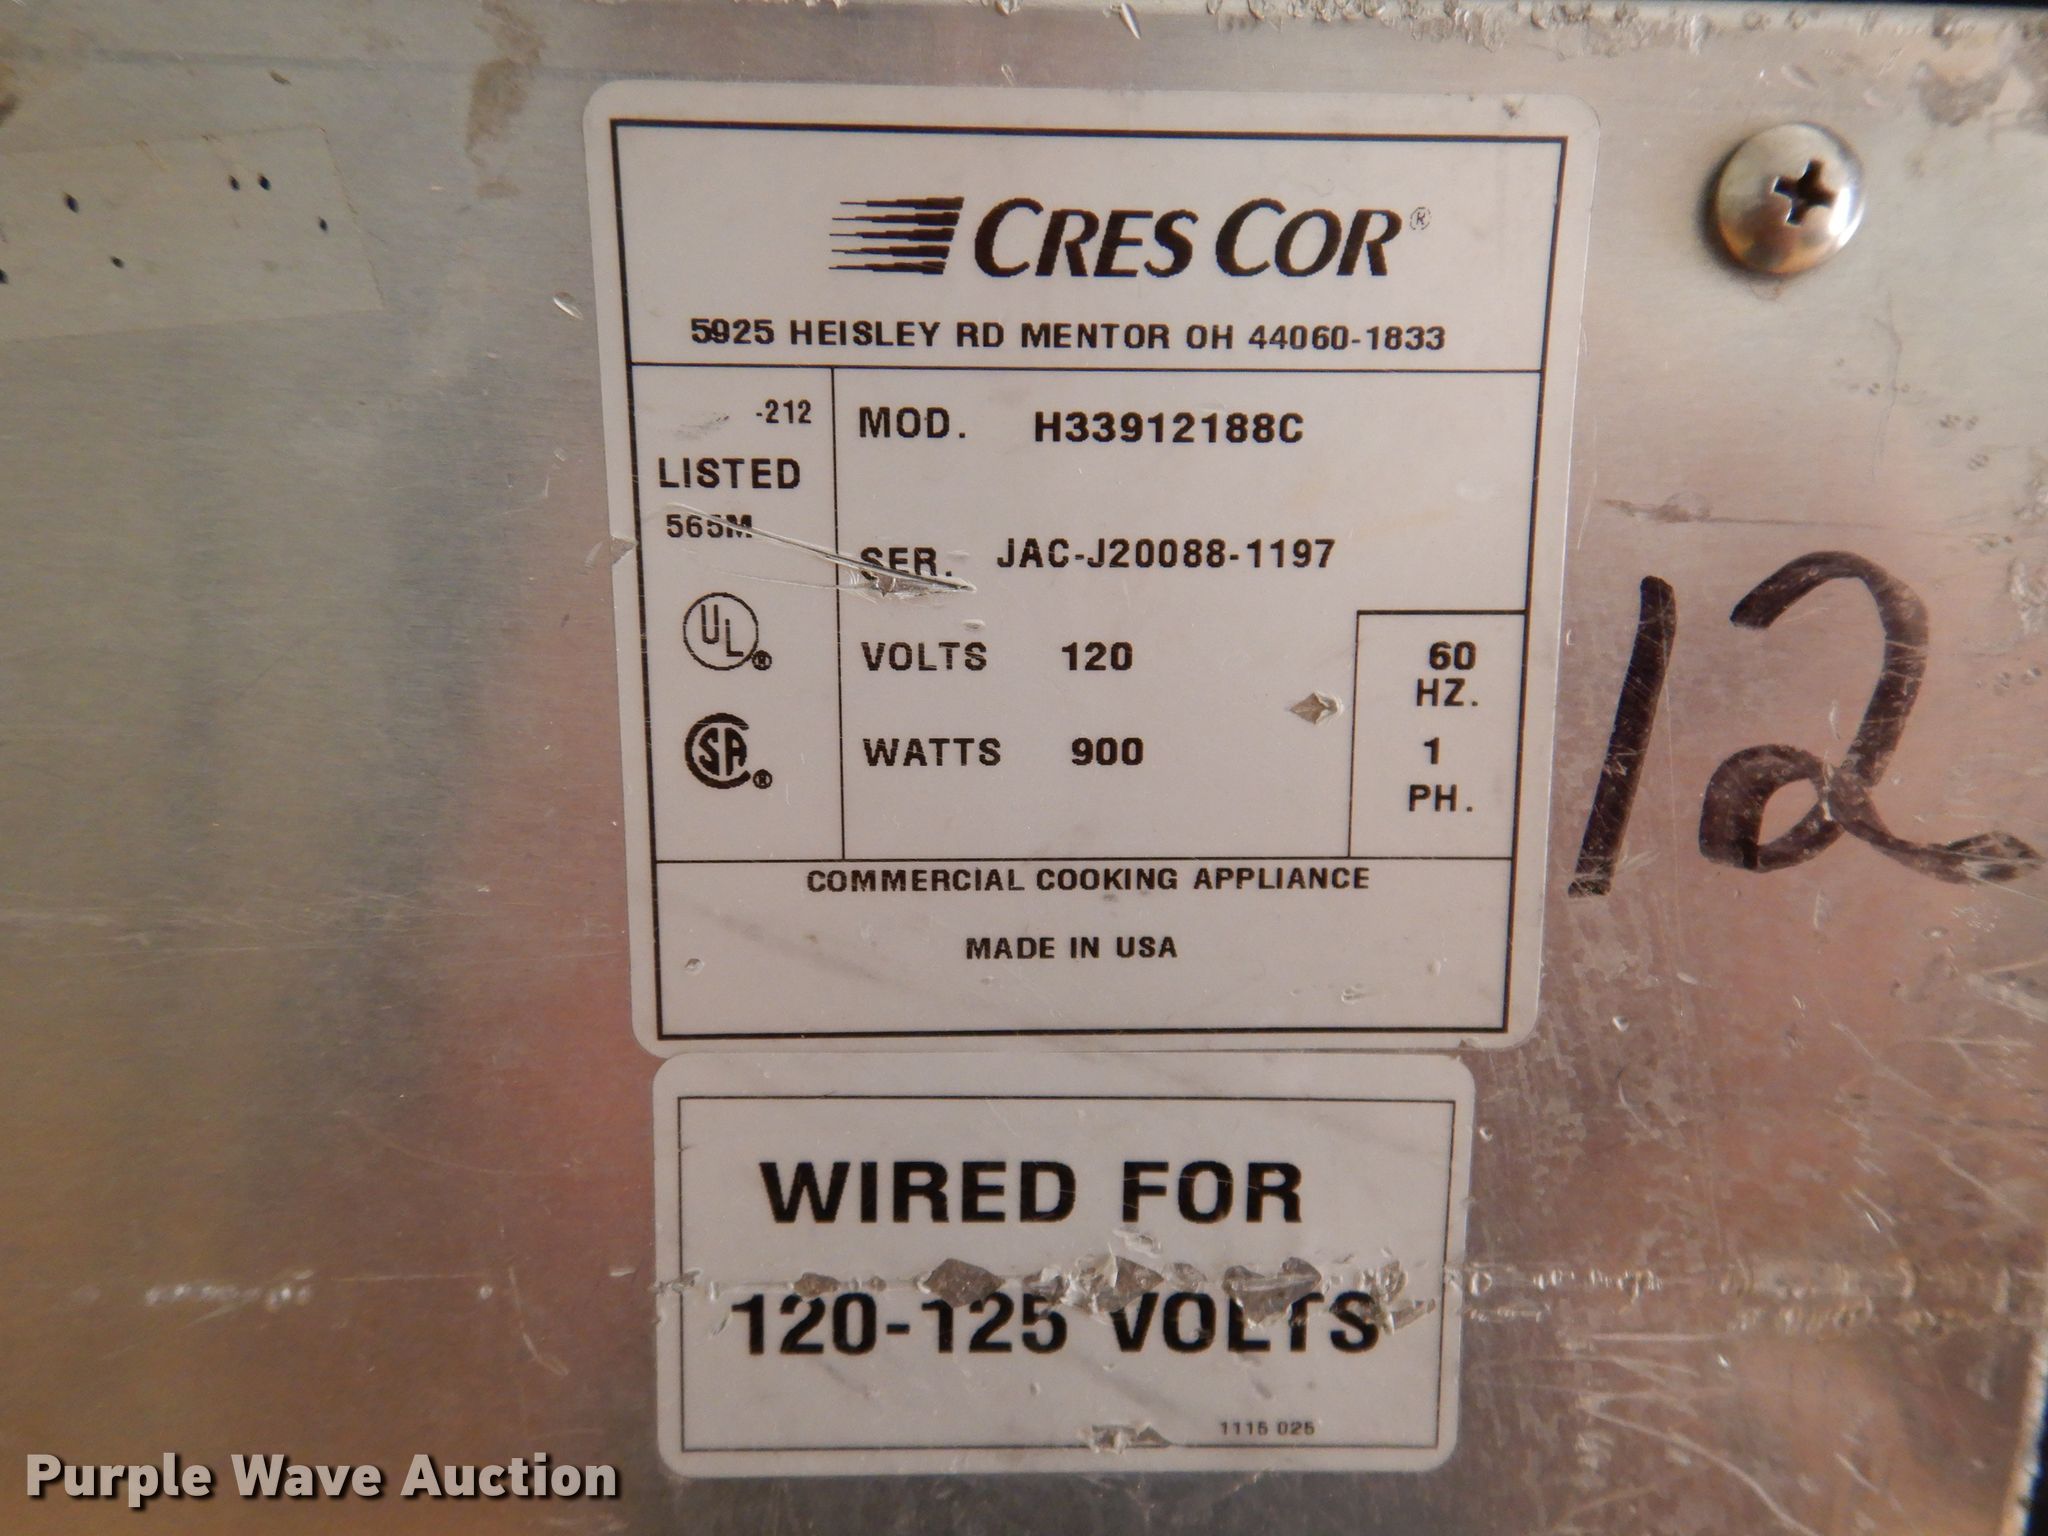 CRES COR®
5925 HEISLEY RD MENTOR OH 44060-1833
-212
LISTED
565M
UL®
SA®
MOD. H33912188C
SER. JAC-J20088-1197
VOLTS 120
WATTS 900
60
HZ.
1
PH.
COMMERCIAL COOKING APPLIANCE
MADE IN USA
12
WIRED FOR
120-125 VOLTS
1115 025
Purple Wave Auction